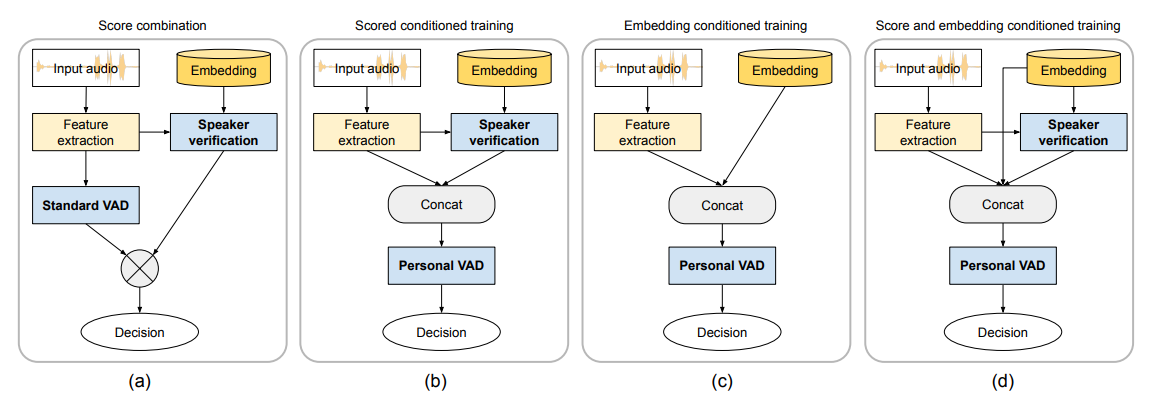 Score combination
Input audio
Embedding
Feature
extraction
Speaker
verification
Standard VAD
Decision
(a)
Scored conditioned training
Input audio
Embedding
Feature
extraction
Speaker
verification
Concat
Personal VAD
Decision
(b)
Embedding conditioned training
Input audio
Embedding
Feature
extraction
Concat
Personal VAD
Decision
(c)
Score and embedding conditioned training
Input audio
Embedding
Feature
extraction
Speaker
verification
Concat
Personal VAD
Decision
(d)